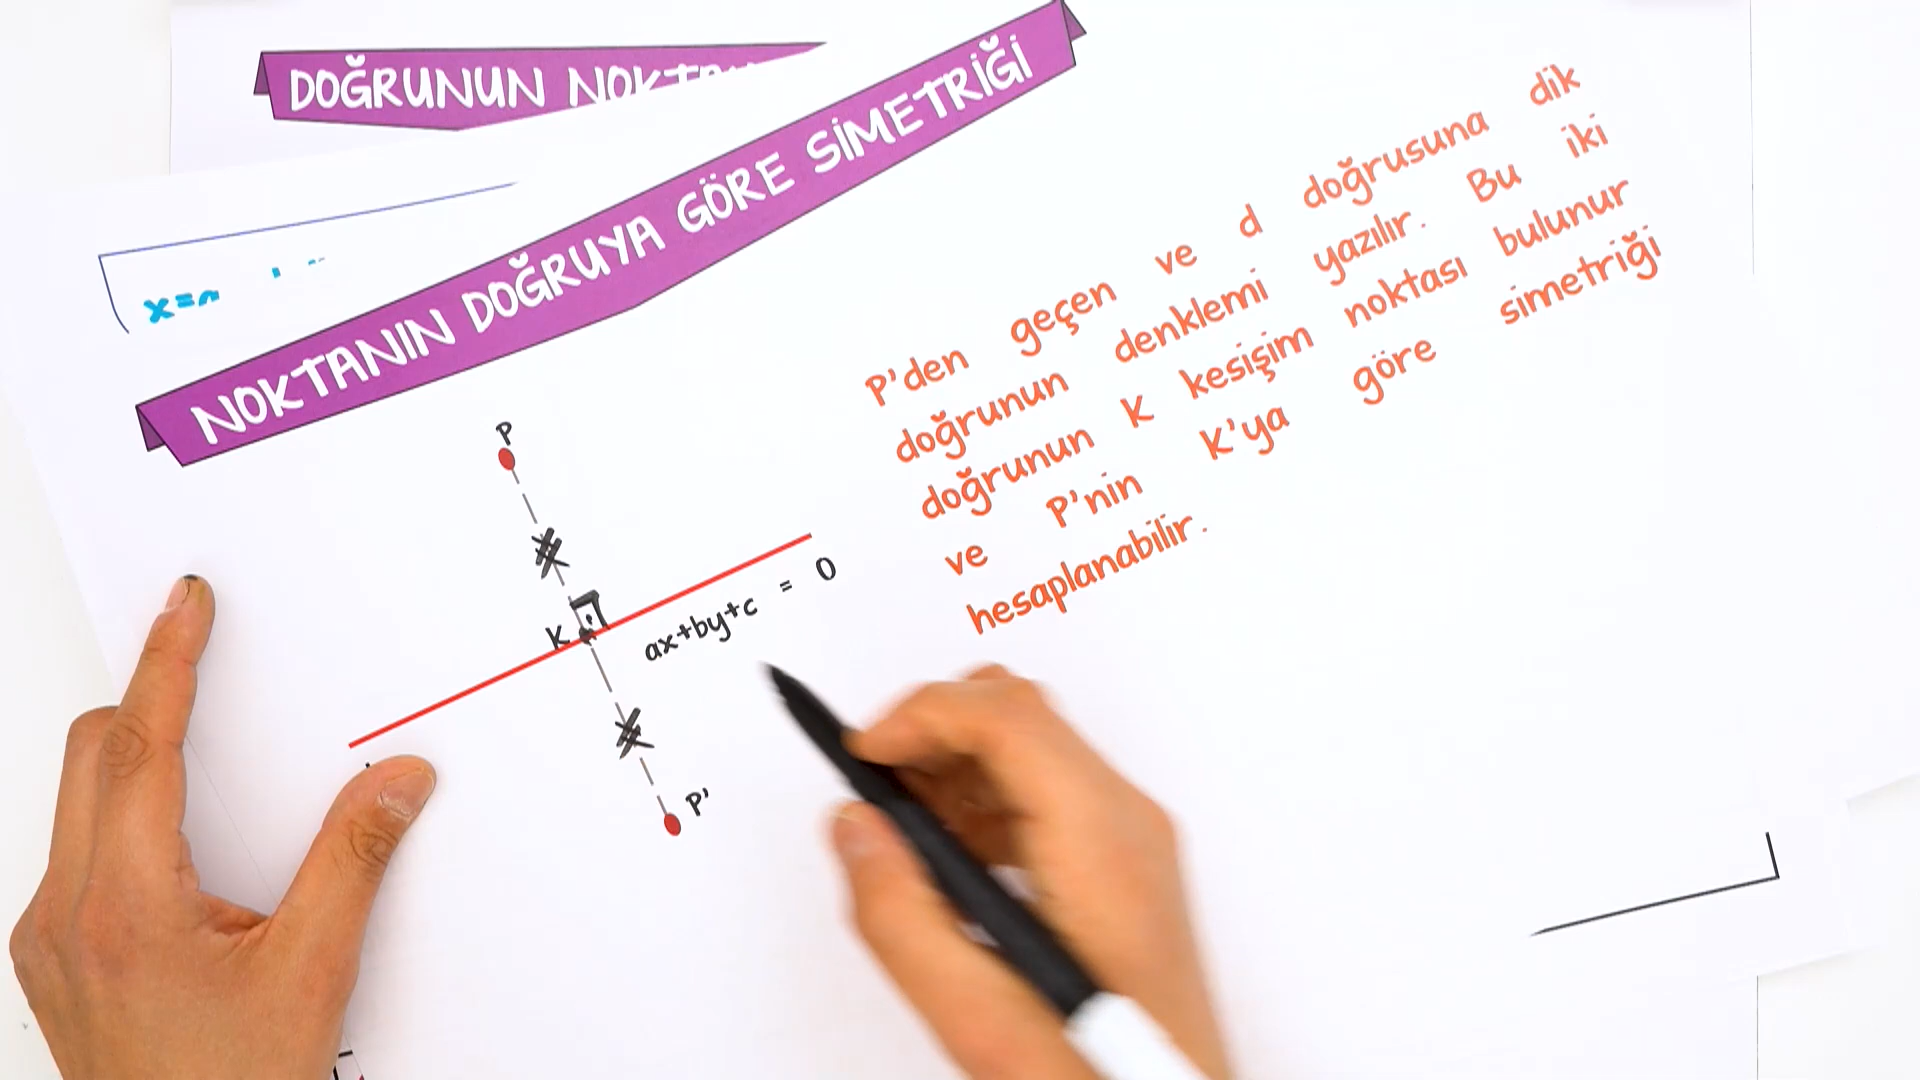 DOĞRUNUN
x=a
NOKTANIN DOĞRUYA GÖRE SİMETRİĞİ
P'den geçen ve d doğrusuna dik
doğrunun denklemi yazılır. Bu iki
doğrunun K kesişim noktası bulunur
ve P'nin K'ya göre simetriği
hesaplanabilir.
P
K
ax+by+c = 0
P'